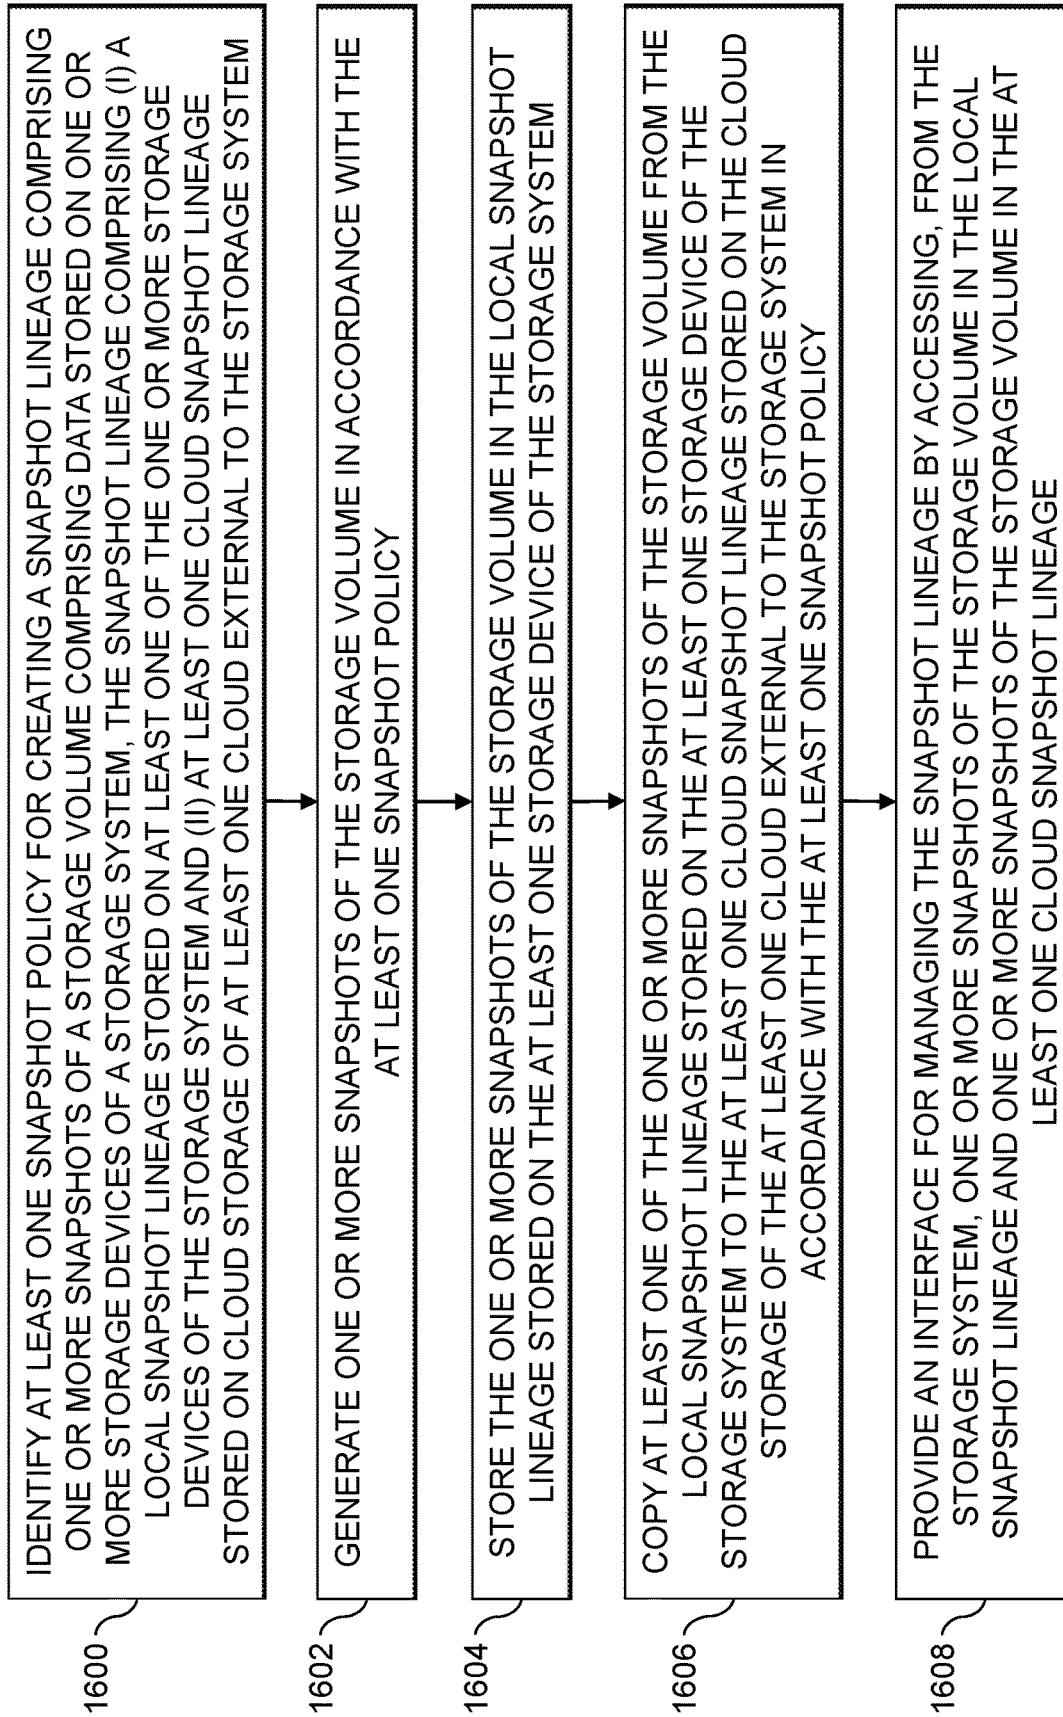 IDENTIFY AT LEAST ONE SNAPSHOT POLICY FOR CREATING A SNAPSHOT LINEAGE COMPRISING
ONE OR MORE SNAPSHOTS OF A STORAGE VOLUME COMPRISING DATA STORED ON ONE OR
MORE STORAGE DEVICES OF A STORAGE SYSTEM, THE SNAPSHOT LINEAGE COMPRISING (I) A
LOCAL SNAPSHOT LINEAGE STORED ON AT LEAST ONE OF THE ONE OR MORE STORAGE
DEVICES OF THE STORAGE SYSTEM AND (II) AT LEAST ONE CLOUD SNAPSHOT LINEAGE
STORED ON CLOUD STORAGE OF AT LEAST ONE CLOUD EXTERNAL TO THE STORAGE SYSTEM
1600
GENERATE ONE OR MORE SNAPSHOTS OF THE STORAGE VOLUME IN ACCORDANCE WITH THE
AT LEAST ONE SNAPSHOT POLICY
1602
STORE THE ONE OR MORE SNAPSHOTS OF THE STORAGE VOLUME IN THE LOCAL SNAPSHOT
LINEAGE STORED ON THE AT LEAST ONE STORAGE DEVICE OF THE STORAGE SYSTEM
1604
COPY AT LEAST ONE OF THE ONE OR MORE SNAPSHOTS OF THE STORAGE VOLUME FROM THE
LOCAL SNAPSHOT LINEAGE STORED ON THE AT LEAST ONE STORAGE DEVICE OF THE
STORAGE SYSTEM TO THE AT LEAST ONE CLOUD SNAPSHOT LINEAGE STORED ON THE CLOUD
STORAGE OF THE AT LEAST ONE CLOUD EXTERNAL TO THE STORAGE SYSTEM IN
ACCORDANCE WITH THE AT LEAST ONE SNAPSHOT POLICY
1606
PROVIDE AN INTERFACE FOR MANAGING THE SNAPSHOT LINEAGE BY ACCESSING, FROM THE
STORAGE SYSTEM, ONE OR MORE SNAPSHOTS OF THE STORAGE VOLUME IN THE LOCAL
SNAPSHOT LINEAGE AND ONE OR MORE SNAPSHOTS OF THE STORAGE VOLUME IN THE AT
LEAST ONE CLOUD SNAPSHOT LINEAGE
1608